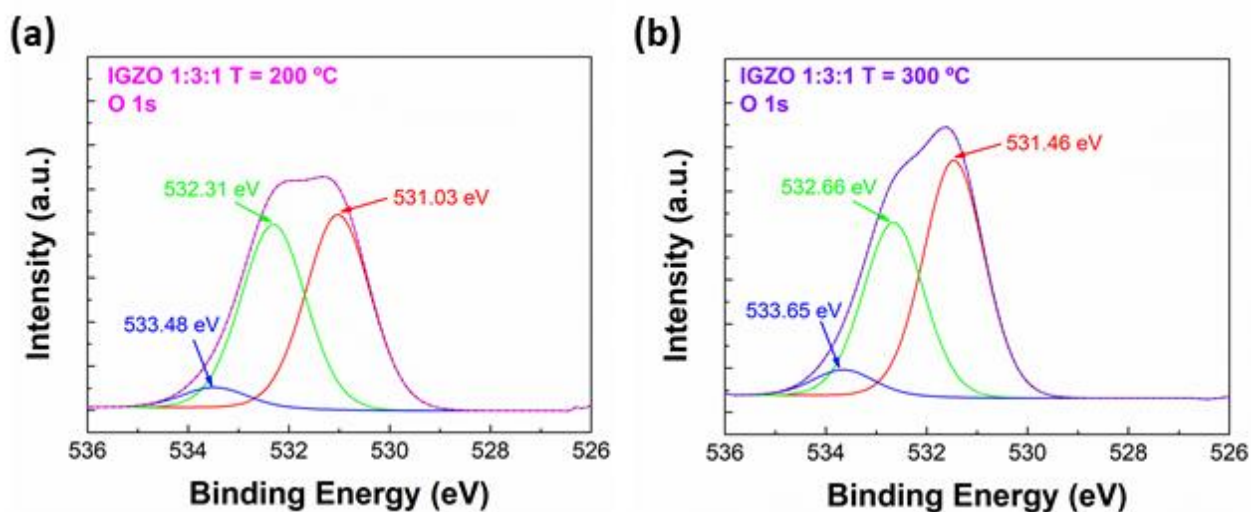 (a)
IGZO 1:3:1 T = 200 ºC
O 1s
532.31 eV
531.03 eV
533.48 eV
Intensity (a.u.)
536 534 532 530 528 526
Binding Energy (eV)
(b)
IGZO 1:3:1 T = 300 ºC
O 1s
531.46 eV
532.66 eV
533.65 eV
Intensity (a.u.)
536 534 532 530 528 526
Binding Energy (eV)